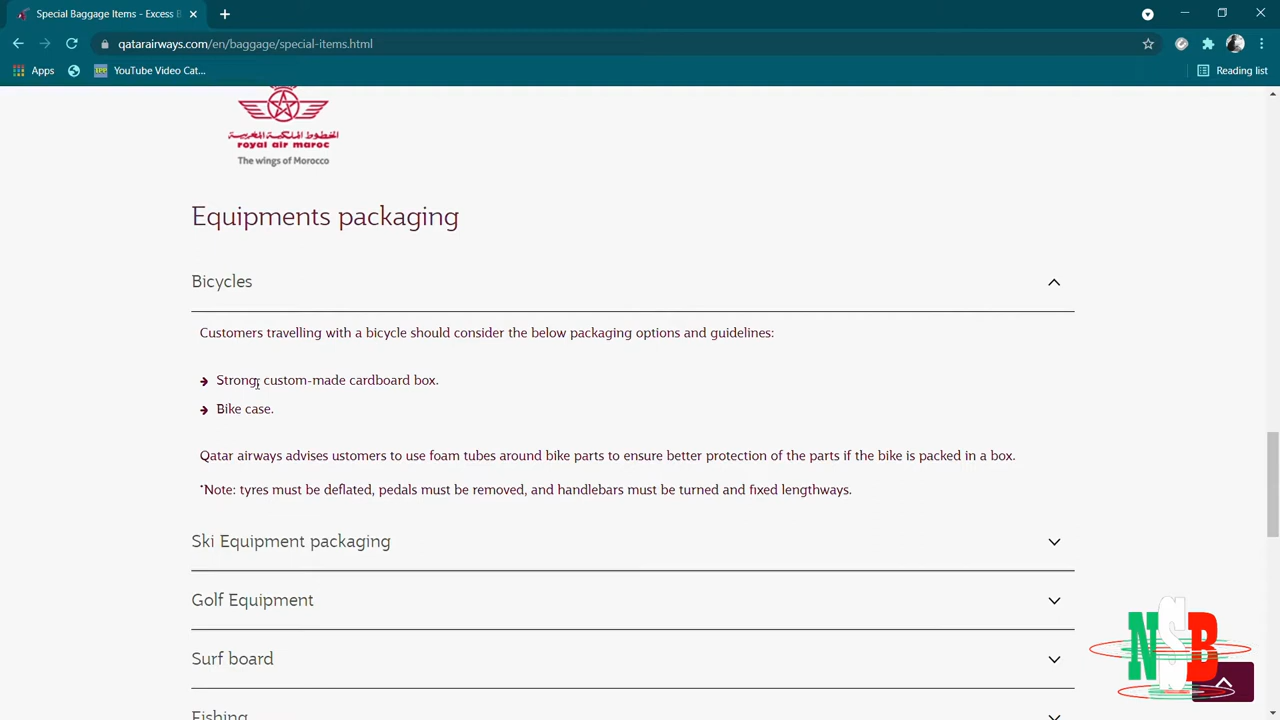 Special Baggage Items - Excess B
qatarairways.com/en/baggage/special-items.html
Apps
YouTube Video Cat...
Reading list
الخطوط الملكية المغربية
royal air maroc
The wings of Morocco
Equipments packaging
Bicycles
Customers travelling with a bicycle should consider the below packaging options and guidelines:
Strong, custom-made cardboard box.
Bike case.
Qatar airways advises ustomers to use foam tubes around bike parts to ensure better protection of the parts if the bike is packed in a box.
*Note: tyres must be deflated, pedals must be removed, and handlebars must be turned and fixed lengthways.
Ski Equipment packaging
Golf Equipment
Surf board
NSB
Fishing